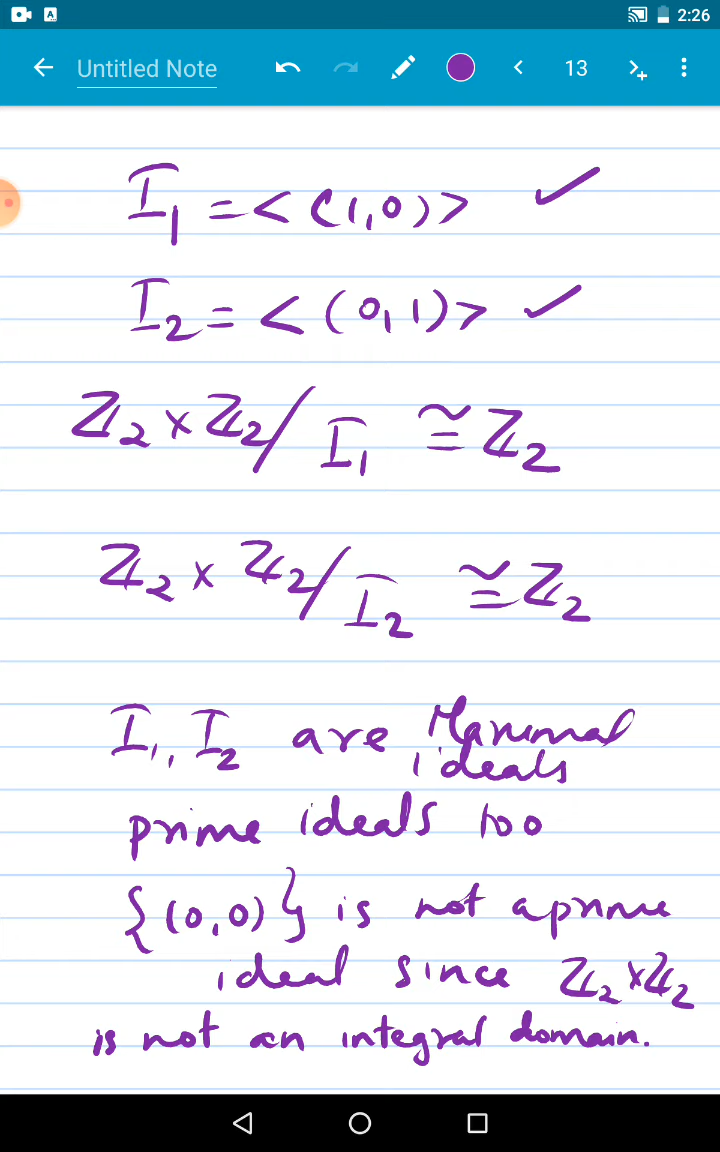 2:26
Untitled Note 13
I₁ = < (1,0) > ✓
I₂ = < (0,1) > ✓
ℤ₂ × ℤ₂ / I₁ ≅ ℤ₂
ℤ₂ × ℤ₂ / I₂ ≅ ℤ₂
I₁, I₂ are Maximal
ideals
prime ideals too
{(0,0)} is not a prime
ideal since ℤ₂ × ℤ₂
is not an integral domain.